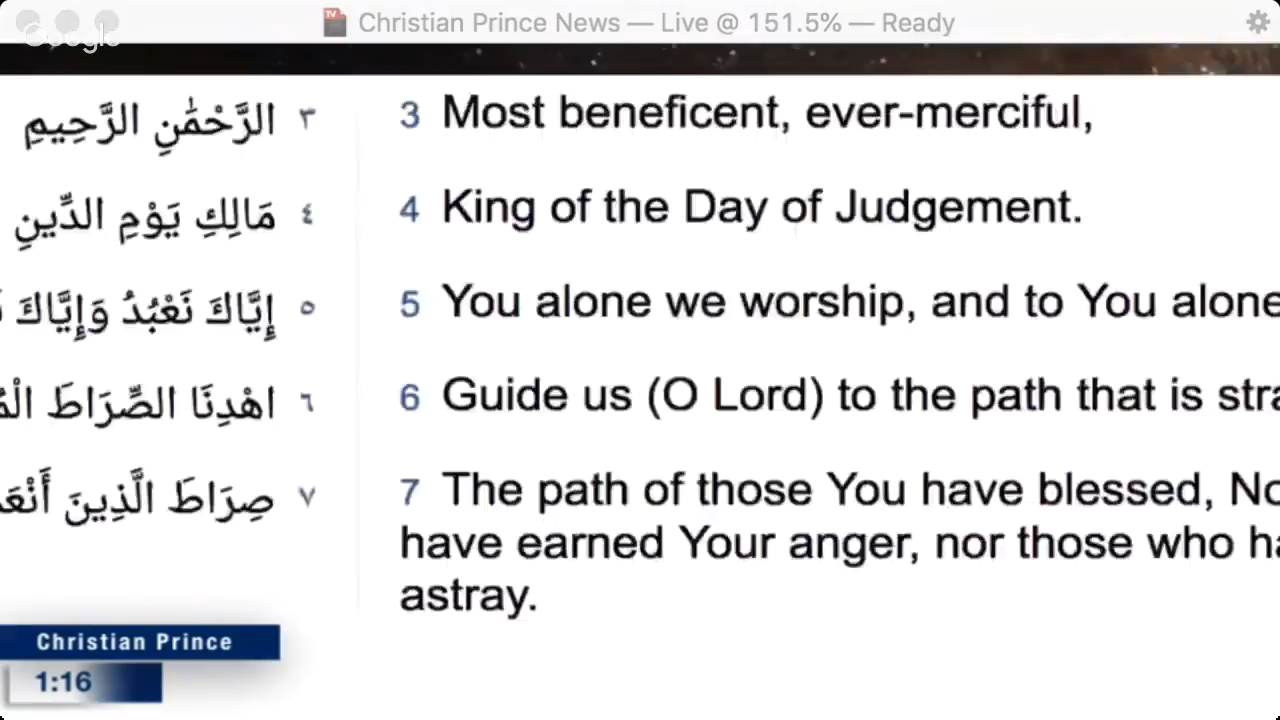 Christian Prince News — Live @ 151.5% — Ready
Google
الرَّحْمَٰنِ الرَّحِيمِ ٣
3 Most beneficent, ever-merciful,
مَالِكِ يَوْمِ الدِّينِ ٤
4 King of the Day of Judgement.
إِيَّاكَ نَعْبُدُ وَإِيَّاكَ ٥
5 You alone we worship, and to You alone
اهْدِنَا الصِّرَاطَ ٦
6 Guide us (O Lord) to the path that is
صِرَاطَ الَّذِينَ ٧
7 The path of those You have blessed,
have earned Your anger, nor those who
astray.
Christian Prince
1:16